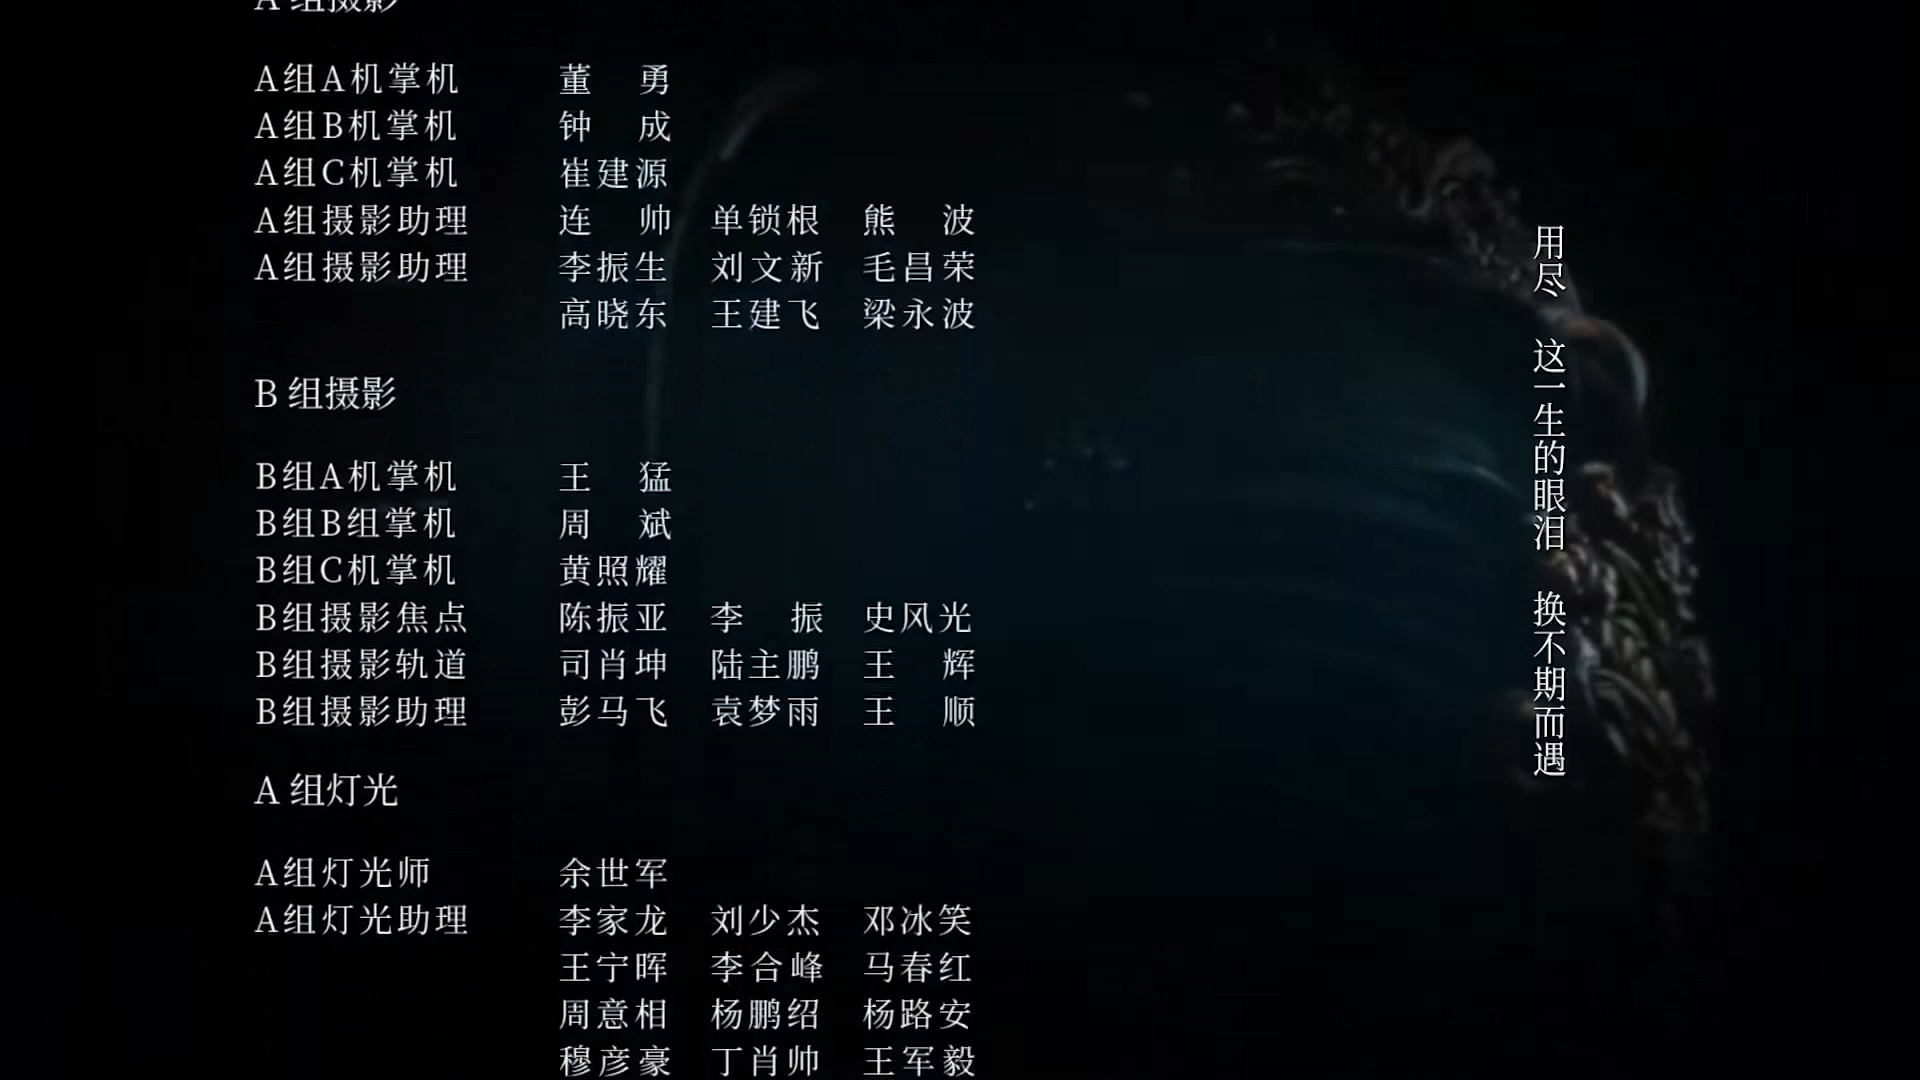 A 组摄影
A组A机掌机 董 勇
A组B机掌机 钟 成
A组C机掌机 崔建源
A组摄影助理 连 帅 单锁根 熊 波
A组摄影助理 李振生 刘文新 毛昌荣
高晓东 王建飞 梁永波
B 组摄影
B组A机掌机 王 猛
B组B组掌机 周 斌
B组C机掌机 黄照耀
B组摄影焦点 陈振亚 李 振 史风光
B组摄影轨道 司肖坤 陆主鹏 王 辉
B组摄影助理 彭马飞 袁梦雨 王 顺
A 组灯光
A组灯光师 余世军
A组灯光助理 李家龙 刘少杰 邓冰笑
王宁晖 李合峰 马春红
周意相 杨鹏绍 杨路安
穆彦豪 丁肖帅 王军毅
用尽 这一生的眼泪 换不期而遇